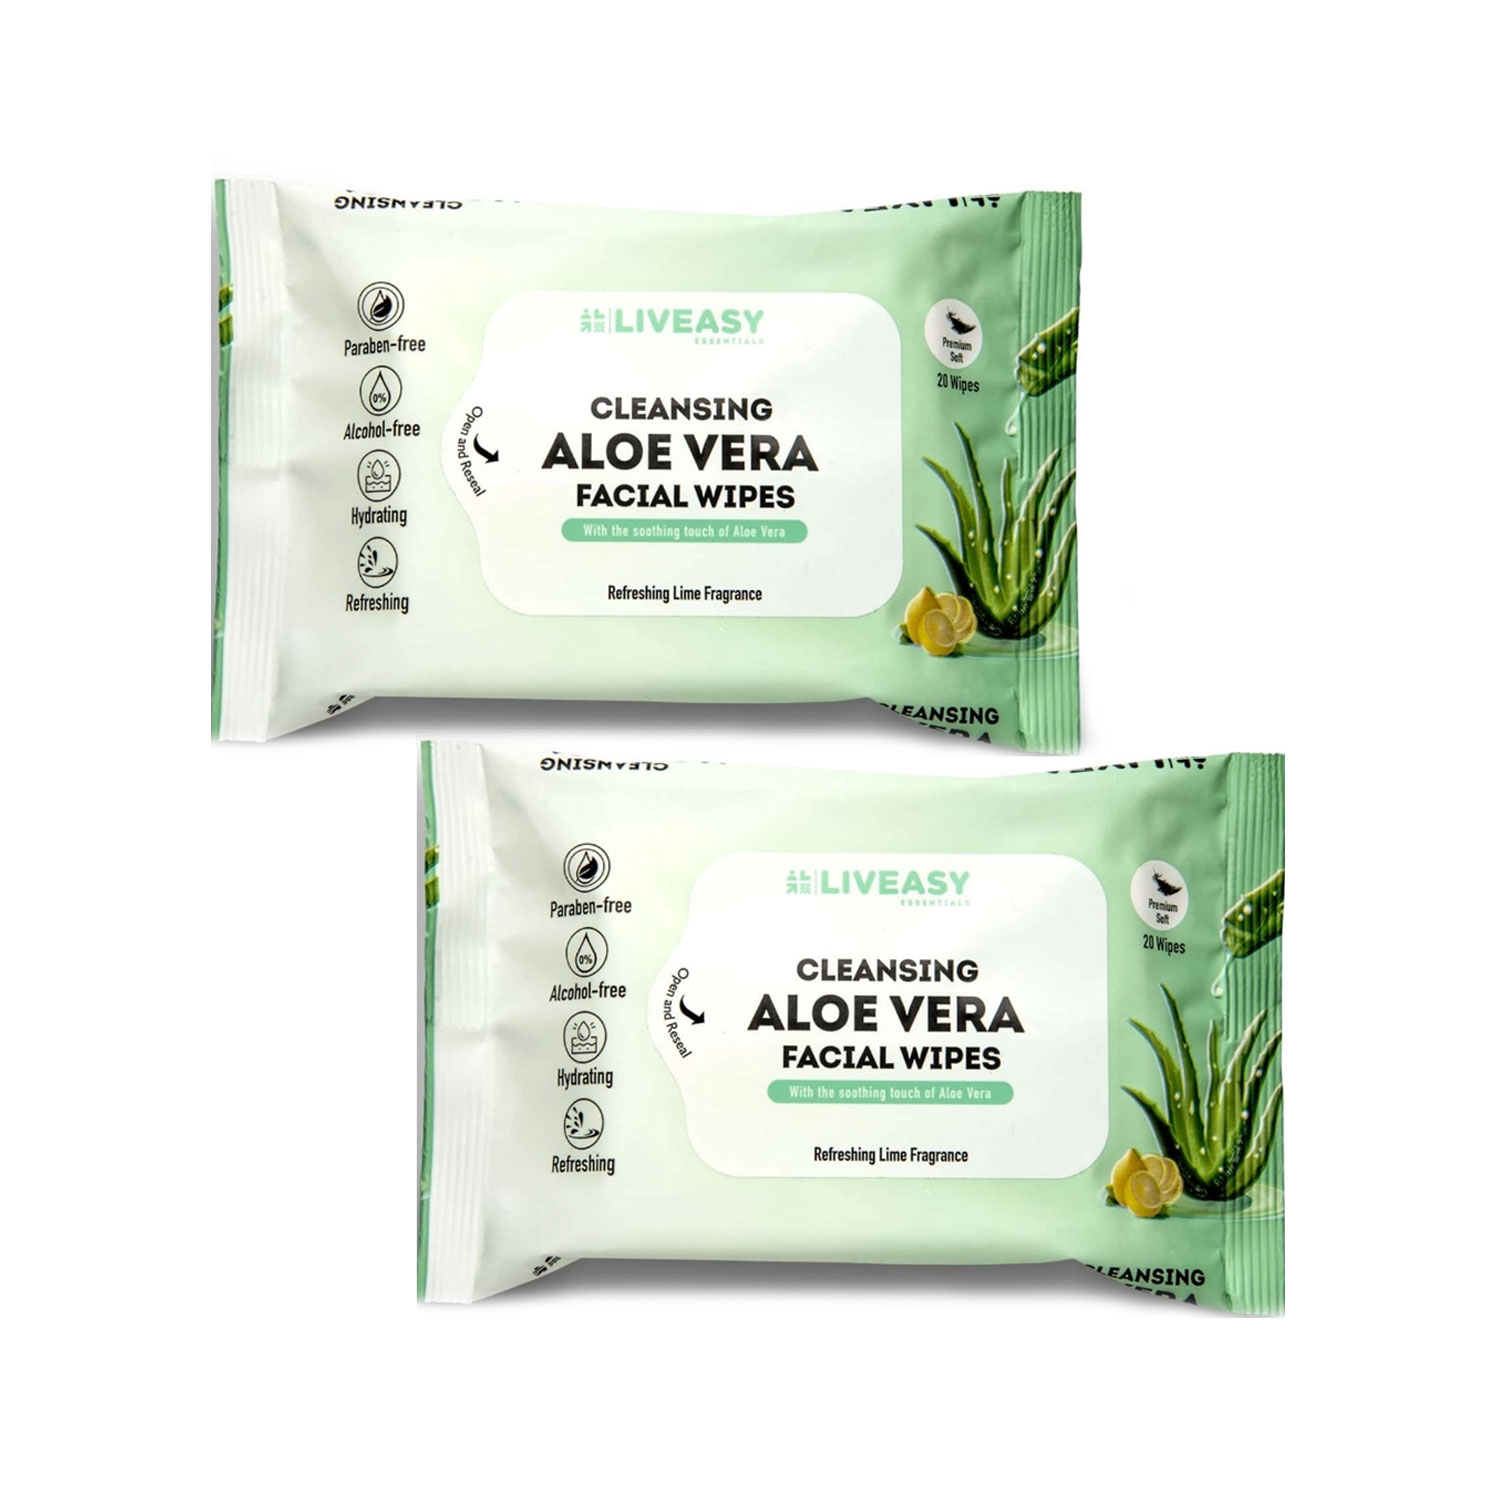 CLEANSING
Paraben-free
0%
Alcohol-free
Hydrating
Refreshing
Open and Reseal
LIVEASY
ESSENTIALS
CLEANSING
ALOE VERA
FACIAL WIPES
With the soothing touch of Aloe Vera
Refreshing Lime Fragrance
Premium
Soft
20 Wipes
CLEANSING
CLEANSING
Paraben-free
0%
Alcohol-free
Hydrating
Refreshing
Open and Reseal
LIVEASY
ESSENTIALS
CLEANSING
ALOE VERA
FACIAL WIPES
With the soothing touch of Aloe Vera
Refreshing Lime Fragrance
Premium
Soft
20 Wipes
CLEANSING